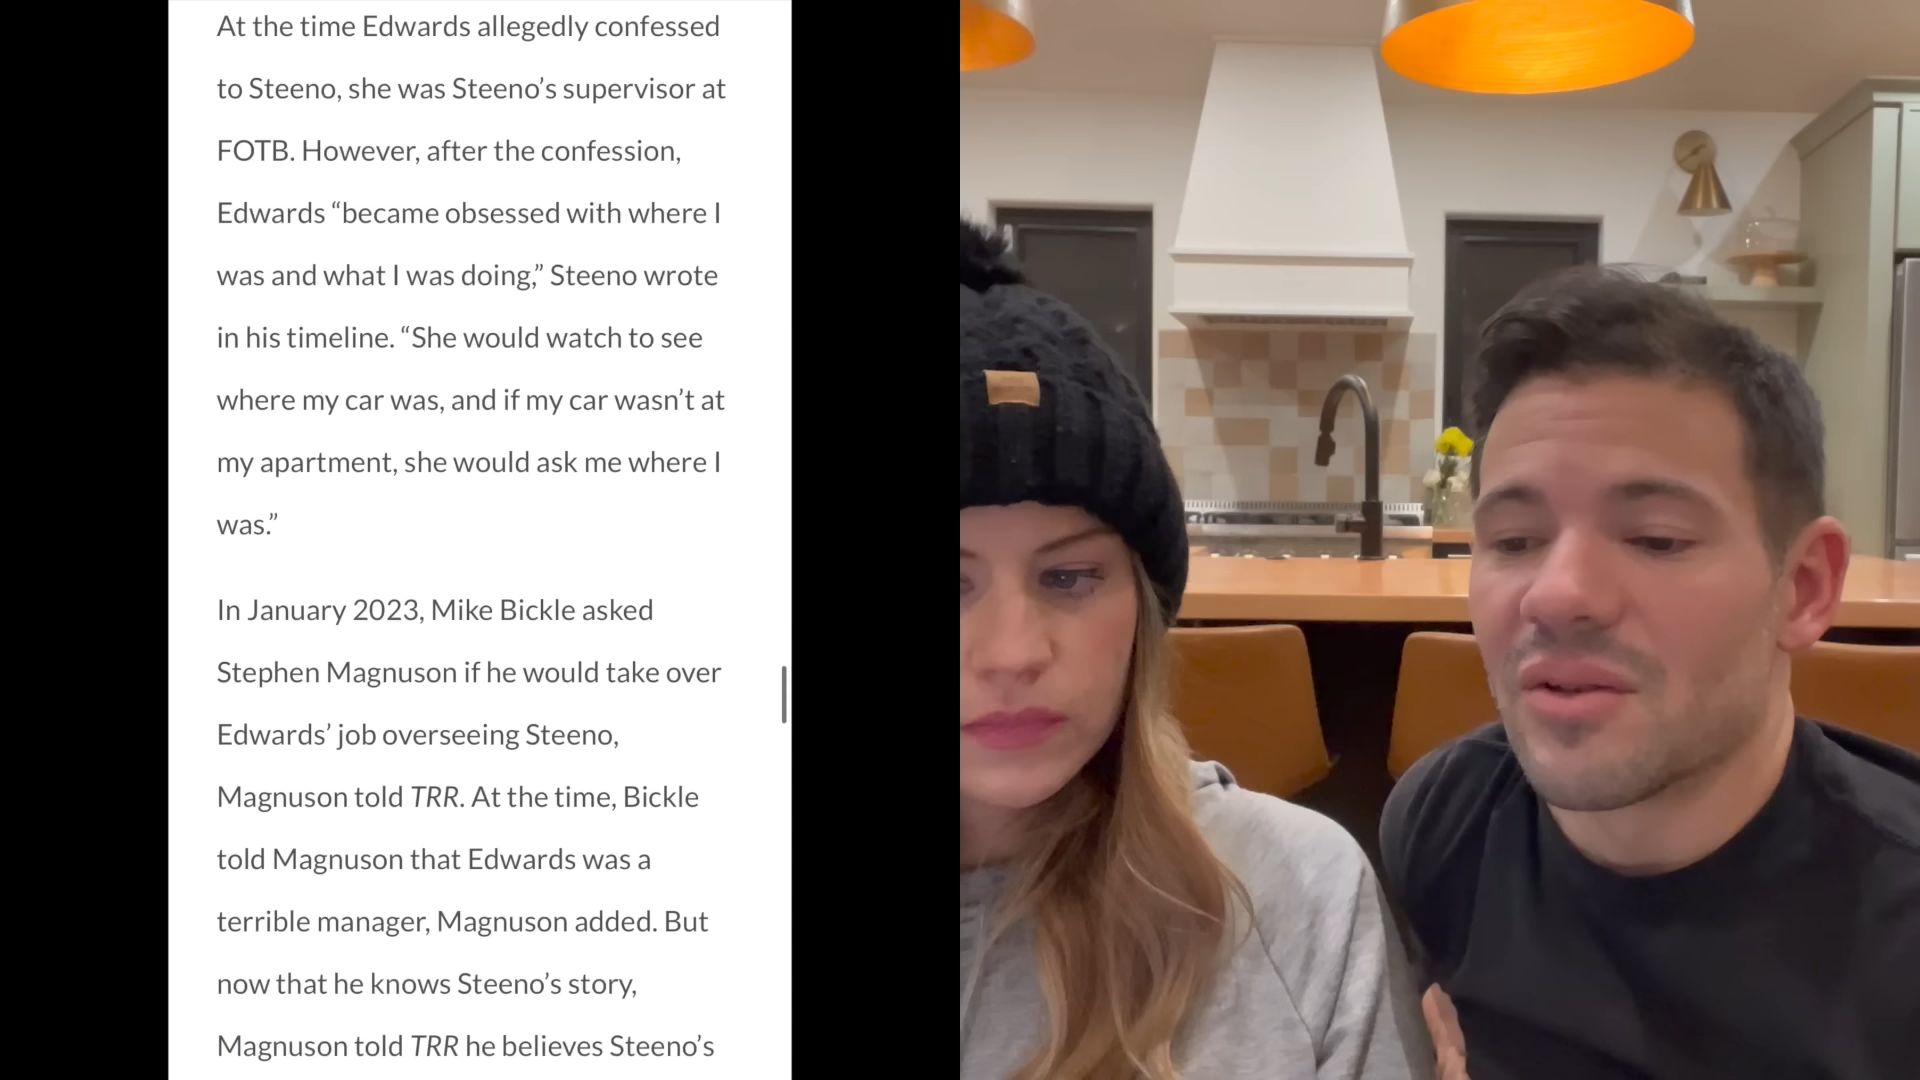 At the time Edwards allegedly confessed
to Steeno, she was Steeno’s supervisor at
FOTB. However, after the confession,
Edwards “became obsessed with where I
was and what I was doing,” Steeno wrote
in his timeline. “She would watch to see
where my car was, and if my car wasn’t at
my apartment, she would ask me where I
was.”
In January 2023, Mike Bickle asked
Stephen Magnuson if he would take over
Edwards’ job overseeing Steeno,
Magnuson told TRR. At the time, Bickle
told Magnuson that Edwards was a
terrible manager, Magnuson added. But
now that he knows Steeno’s story,
Magnuson told TRR he believes Steeno’s